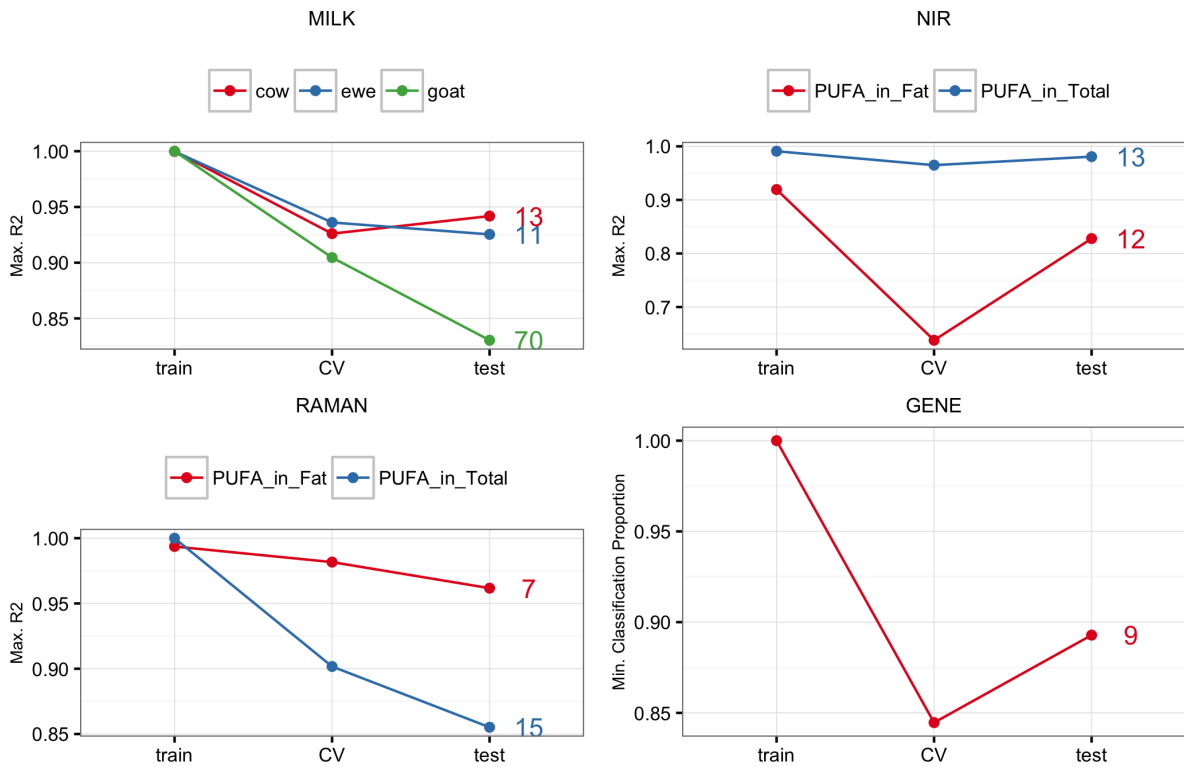 MILK
cow ewe goat
Max. R2
1.00
0.95
0.90
0.85
13
11
70
train CV test
NIR
PUFA_in_Fat PUFA_in_Total
Max. R2
1.0
0.9
0.8
0.7
13
12
train CV test
RAMAN
PUFA_in_Fat PUFA_in_Total
Max. R2
1.00
0.95
0.90
0.85
7
15
train CV test
GENE
Min. Classification Proportion
1.00
0.95
0.90
0.85
9
train CV test